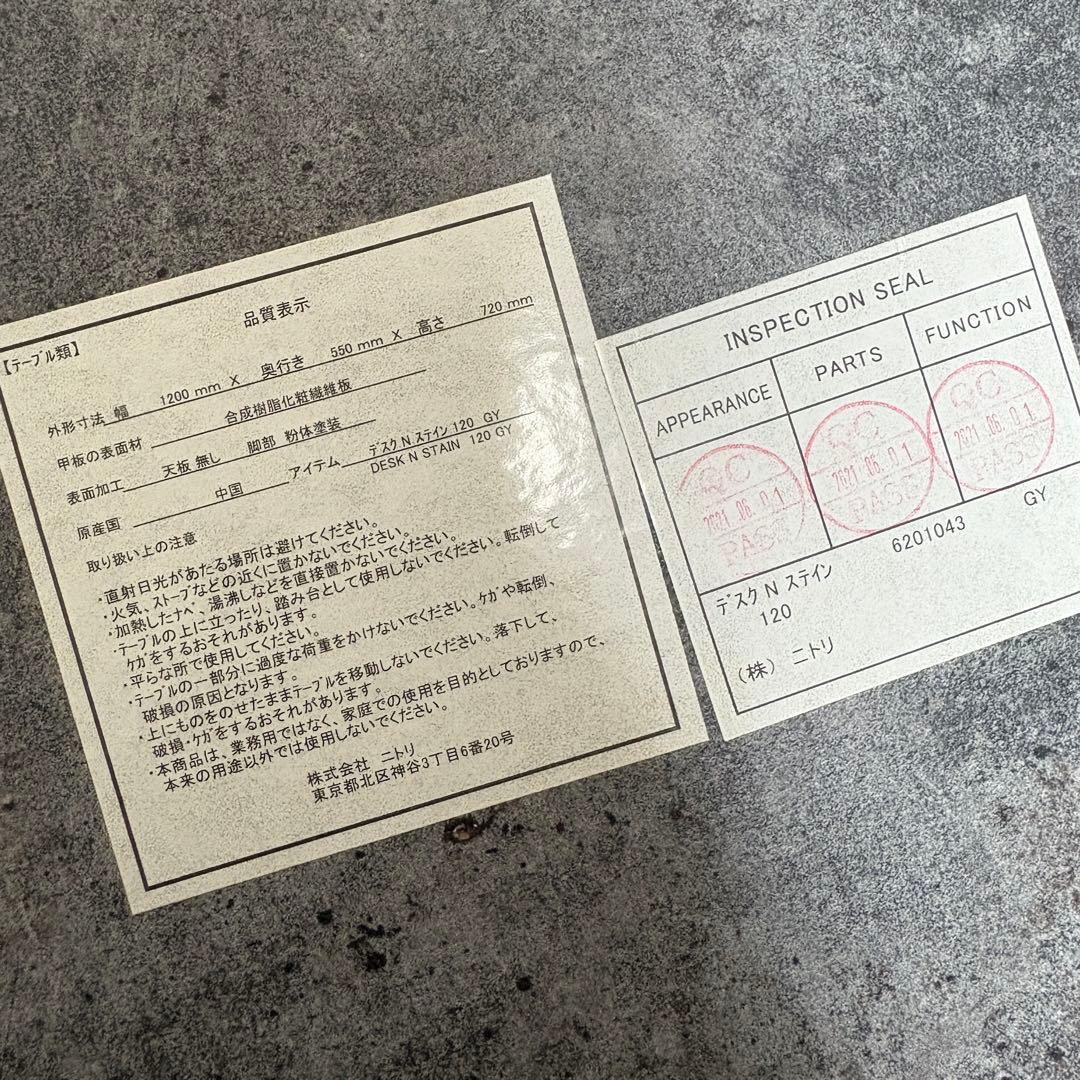 品質表示
【テーブル類】
外形寸法 幅 1200 mm X 奥行き 550 mm X 高さ 720 mm
甲板の表面材 合成樹脂化粧繊維板
表面加工 天板 無し 脚部 粉体塗装
原産国 中国 アイテム デスク N ステイン 120 GY
DESK N STAIN 120 GY
取り扱い上の注意
・直射日光があたる場所は避けてください。
・火気、ストーブなどの近くに置かないでください。
・加熱したナベ、湯沸しなどを直接置かないでください。
・テーブルの上に立ったり、踏み台として使用しないでください。転倒して
ケガをするおそれがあります。
・平らな所で使用してください。
・テーブルの一部分に過度な荷重をかけないでください。ケガや転倒、
破損の原因となります。
・上にものをのせたままテーブルを移動しないでください。落下して、
破損・ケガをするおそれがあります。
・本商品は、業務用ではなく、家庭での使用を目的としておりますので、
本来の用途以外では使用しないでください。
株式会社 ニトリ
東京都北区神谷3丁目6番20号
INSPECTION SEAL
APPEARANCE PARTS FUNCTION
QC QC QC
2021.06.01 2021.06.01 2021.06.01
PASS PASS PASS
6201043 GY
デスク N ステイン
120
（株） ニトリ